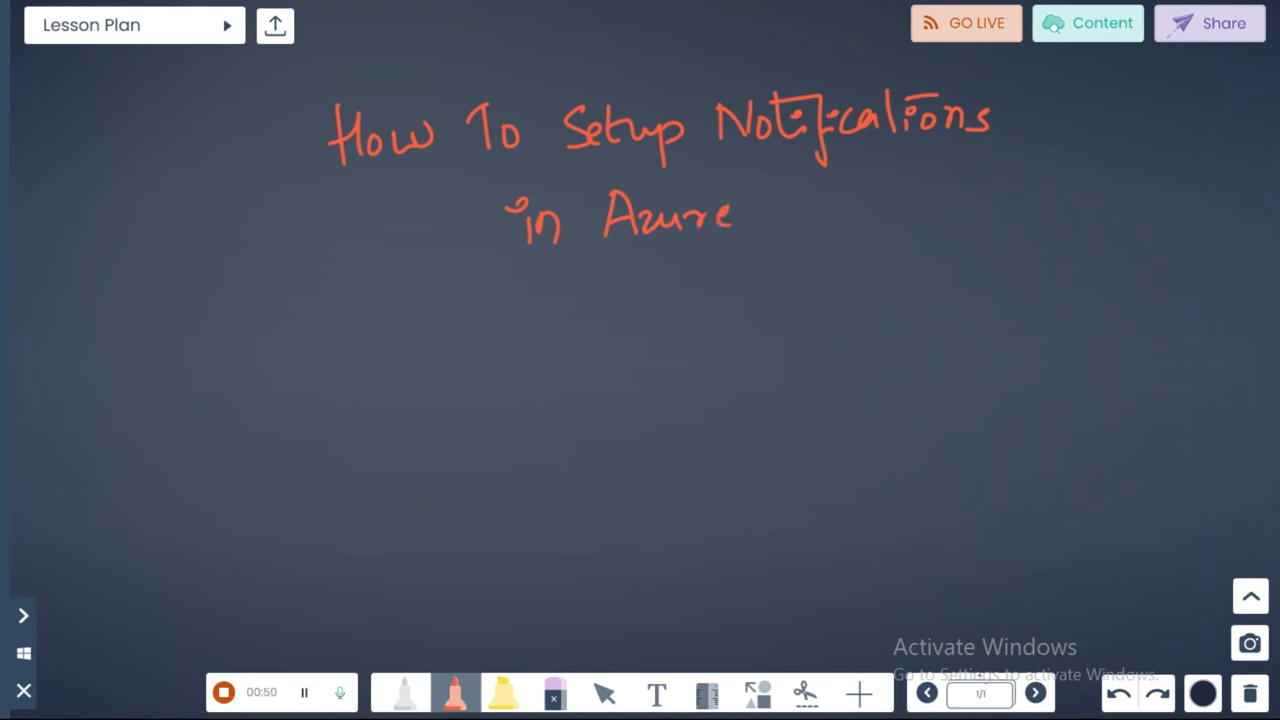 Lesson Plan
GO LIVE
Content
Share
How To Setup Notifications
in Azure
Activate Windows
Go to Settings to activate Windows.
00:50
T
1/1